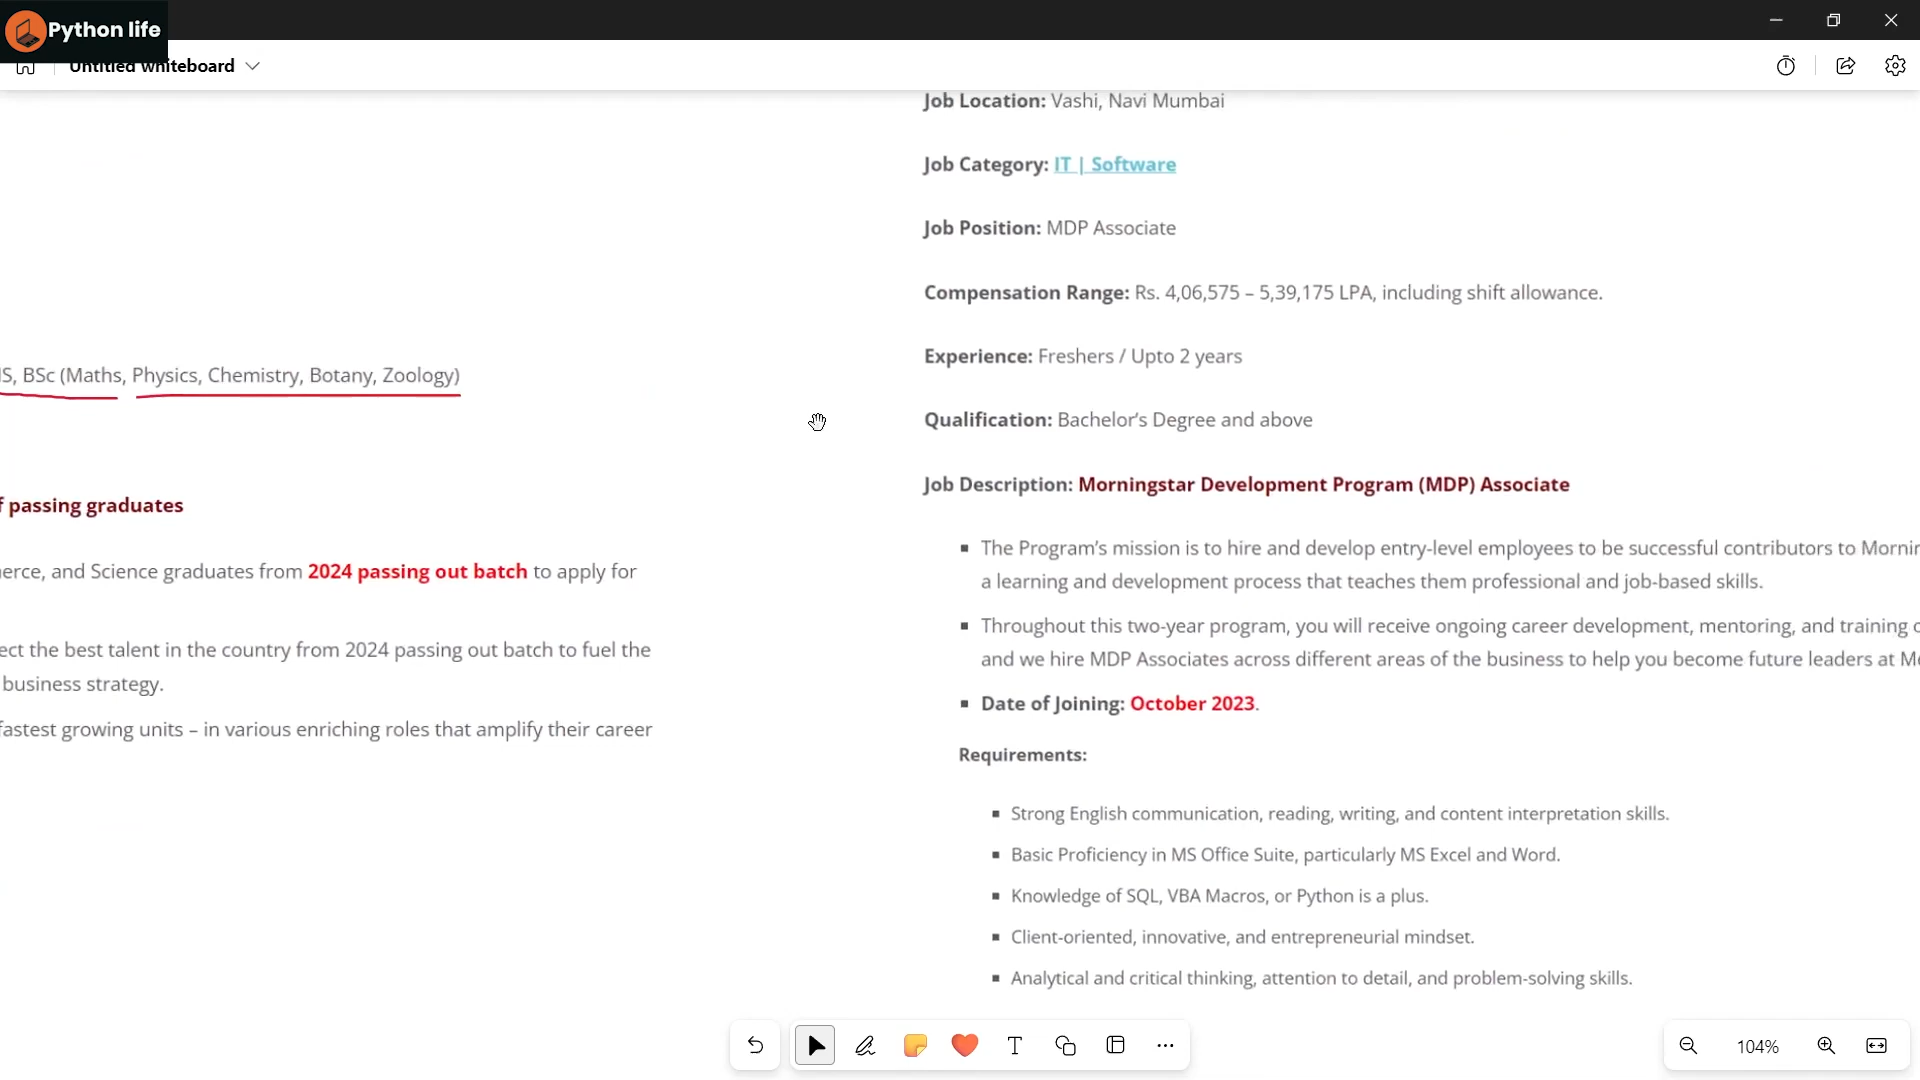 Python life
Untitled whiteboard
IS, BSc (Maths, Physics, Chemistry, Botany, Zoology)
f passing graduates
erce, and Science graduates from 2024 passing out batch to apply for
ect the best talent in the country from 2024 passing out batch to fuel the
business strategy.
fastest growing units – in various enriching roles that amplify their career
Job Location: Vashi, Navi Mumbai
Job Category: IT | Software
Job Position: MDP Associate
Compensation Range: Rs. 4,06,575 – 5,39,175 LPA, including shift allowance.
Experience: Freshers / Upto 2 years
Qualification: Bachelor's Degree and above
Job Description: Morningstar Development Program (MDP) Associate
▪ The Program's mission is to hire and develop entry-level employees to be successful contributors to Mornin
a learning and development process that teaches them professional and job-based skills.
▪ Throughout this two-year program, you will receive ongoing career development, mentoring, and training
and we hire MDP Associates across different areas of the business to help you become future leaders at M
▪ Date of Joining: October 2023.
Requirements:
▪ Strong English communication, reading, writing, and content interpretation skills.
▪ Basic Proficiency in MS Office Suite, particularly MS Excel and Word.
▪ Knowledge of SQL, VBA Macros, or Python is a plus.
▪ Client-oriented, innovative, and entrepreneurial mindset.
▪ Analytical and critical thinking, attention to detail, and problem-solving skills.
104%